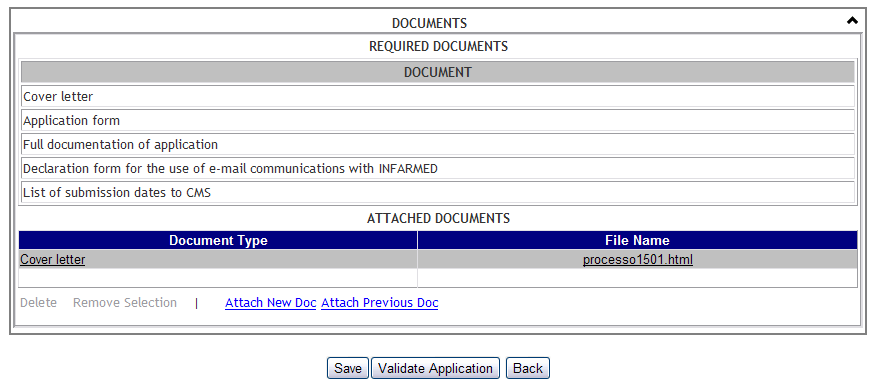 DOCUMENTS
REQUIRED DOCUMENTS
DOCUMENT
Cover letter
Application form
Full documentation of application
Declaration form for the use of e-mail communications with INFARMED
List of submission dates to CMS
ATTACHED DOCUMENTS
Document Type File Name
Cover letter processo1501.html
Delete Remove Selection | Attach New Doc Attach Previous Doc
Save Validate Application Back